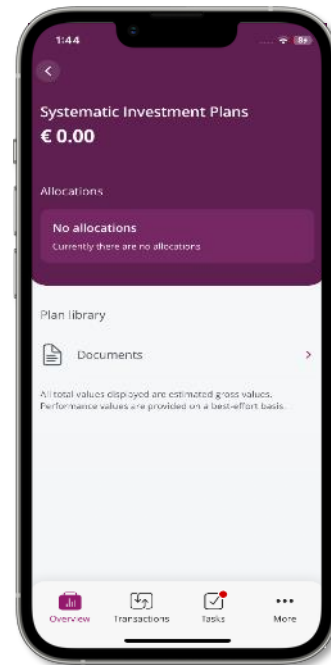 1:44
Systematic Investment Plans
€ 0.00
Allocations
No allocations
Currently there are no allocations
Plan library
Documents
All total values displayed are estimated gross values.
Performance values are provided on a best-effort basis.
Overview
Transactions
Tasks
More